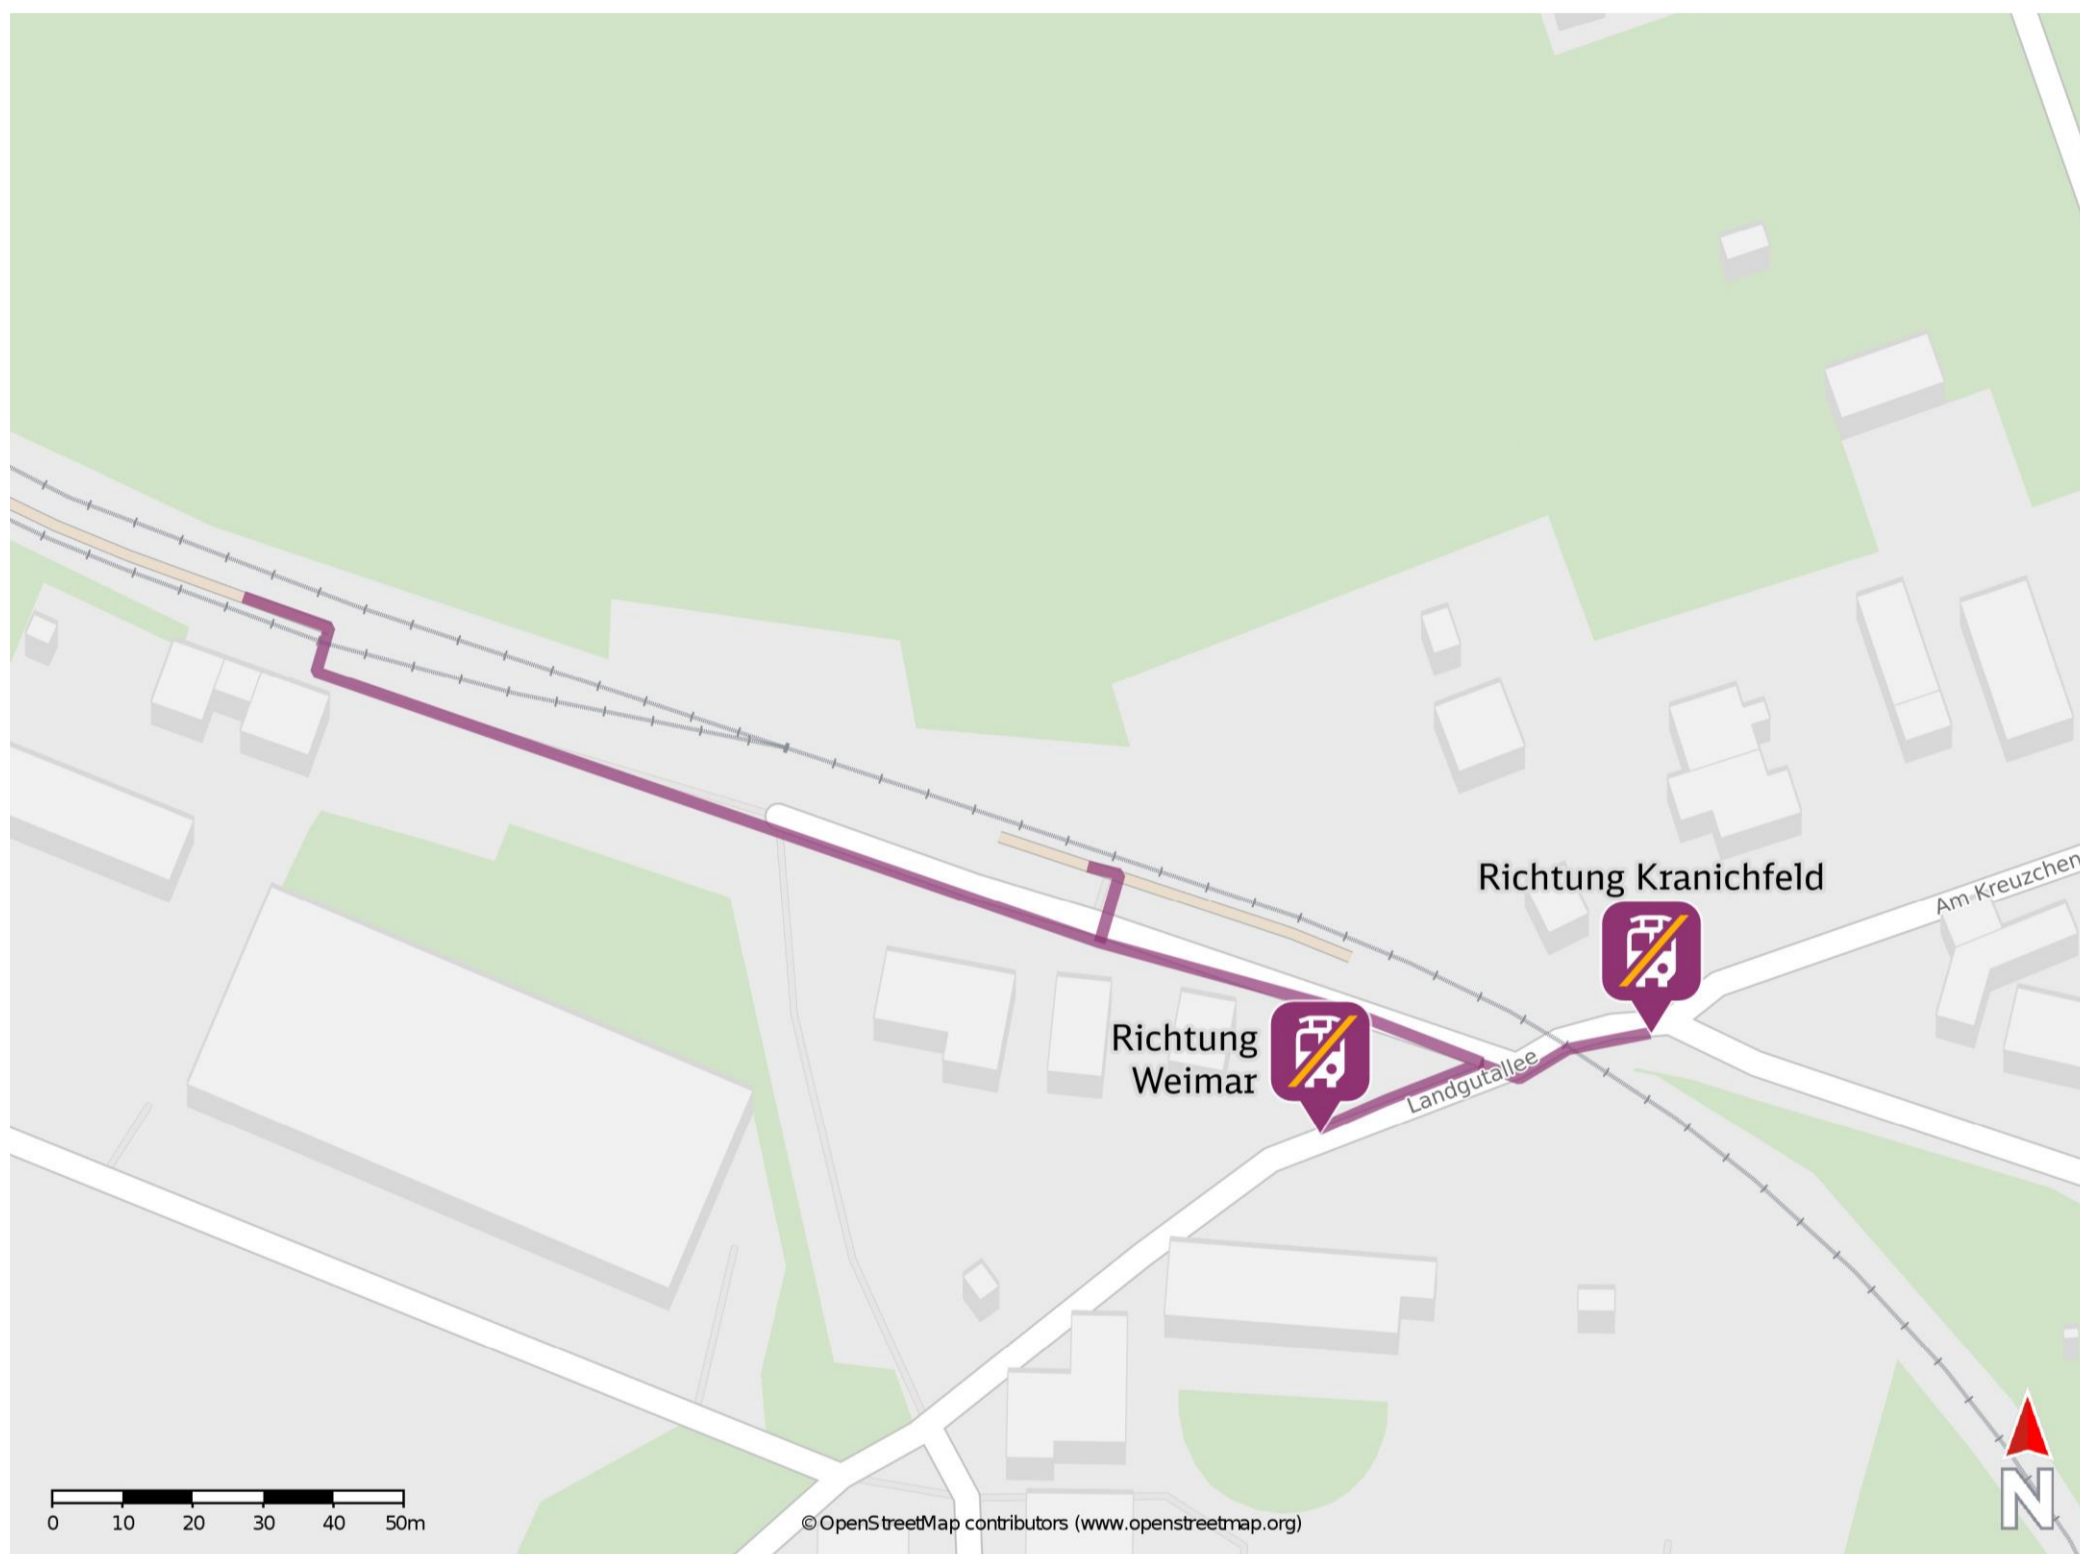 Richtung Kranichfeld
Am Kreuzchen
Richtung
Weimar
Landgutallee
0 10 20 30 40 50m
© OpenStreetMap contributors (www.openstreetmap.org)
N